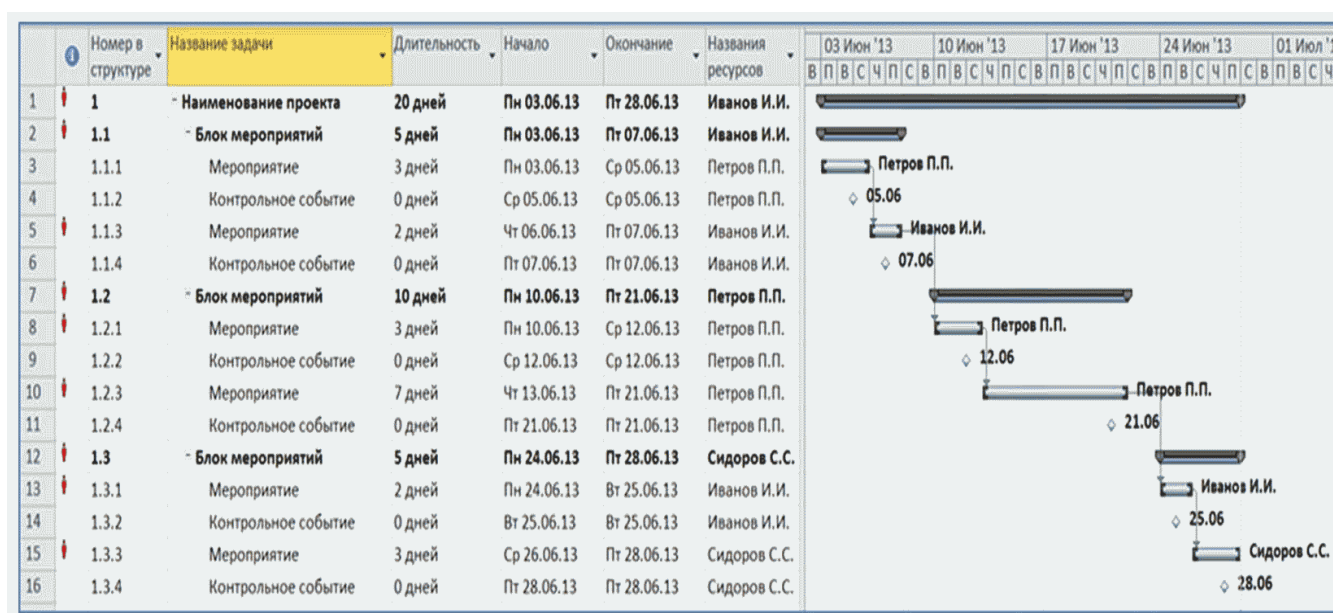 Номер в структуре Название задачи Длительность Начало Окончание Названия ресурсов 03 Июн '13 10 Июн '13 17 Июн '13 24 Июн '13 01 Июл '1
В П В С Ч П С В П В С Ч П С В П В С Ч П С В П В С Ч П С В П В С Ч
1 1 - Наименование проекта 20 дней Пн 03.06.13 Пт 28.06.13 Иванов И.И.
2 1.1 - Блок мероприятий 5 дней Пн 03.06.13 Пт 07.06.13 Иванов И.И.
3 1.1.1 Мероприятие 3 дней Пн 03.06.13 Ср 05.06.13 Петров П.П. Петров П.П.
4 1.1.2 Контрольное событие 0 дней Ср 05.06.13 Ср 05.06.13 Петров П.П. 05.06
5 1.1.3 Мероприятие 2 дней Чт 06.06.13 Пт 07.06.13 Иванов И.И. Иванов И.И.
6 1.1.4 Контрольное событие 0 дней Пт 07.06.13 Пт 07.06.13 Иванов И.И. 07.06
7 1.2 - Блок мероприятий 10 дней Пн 10.06.13 Пт 21.06.13 Петров П.П.
8 1.2.1 Мероприятие 3 дней Пн 10.06.13 Ср 12.06.13 Петров П.П. Петров П.П.
9 1.2.2 Контрольное событие 0 дней Ср 12.06.13 Ср 12.06.13 Петров П.П. 12.06
10 1.2.3 Мероприятие 7 дней Чт 13.06.13 Пт 21.06.13 Петров П.П. Петров П.П.
11 1.2.4 Контрольное событие 0 дней Пт 21.06.13 Пт 21.06.13 Петров П.П. 21.06
12 1.3 - Блок мероприятий 5 дней Пн 24.06.13 Пт 28.06.13 Сидоров С.С.
13 1.3.1 Мероприятие 2 дней Пн 24.06.13 Вт 25.06.13 Иванов И.И. Иванов И.И.
14 1.3.2 Контрольное событие 0 дней Вт 25.06.13 Вт 25.06.13 Иванов И.И. 25.06
15 1.3.3 Мероприятие 3 дней Ср 26.06.13 Пт 28.06.13 Сидоров С.С. Сидоров С.С.
16 1.3.4 Контрольное событие 0 дней Пт 28.06.13 Пт 28.06.13 Сидоров С.С. 28.06